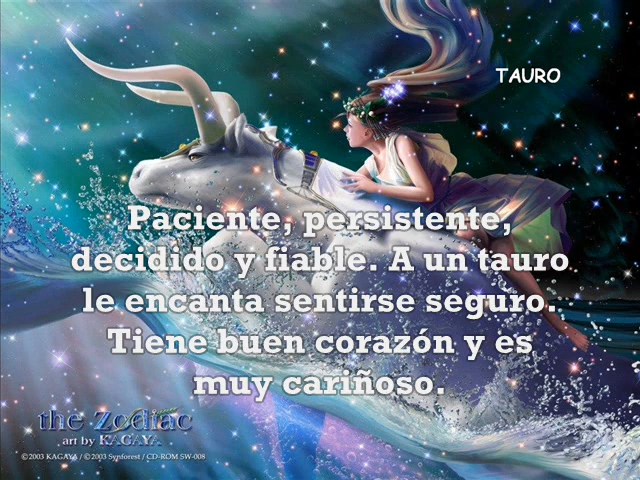 TAURO
Paciente, persistente,
decidido y fiable. A un tauro
le encanta sentirse seguro.
Tiene buen corazón y es
muy cariñoso.
the Zodiac
art by KAGAYA
©2003 KAGAYA / ©2003 Synforest / CD-ROM SW-008